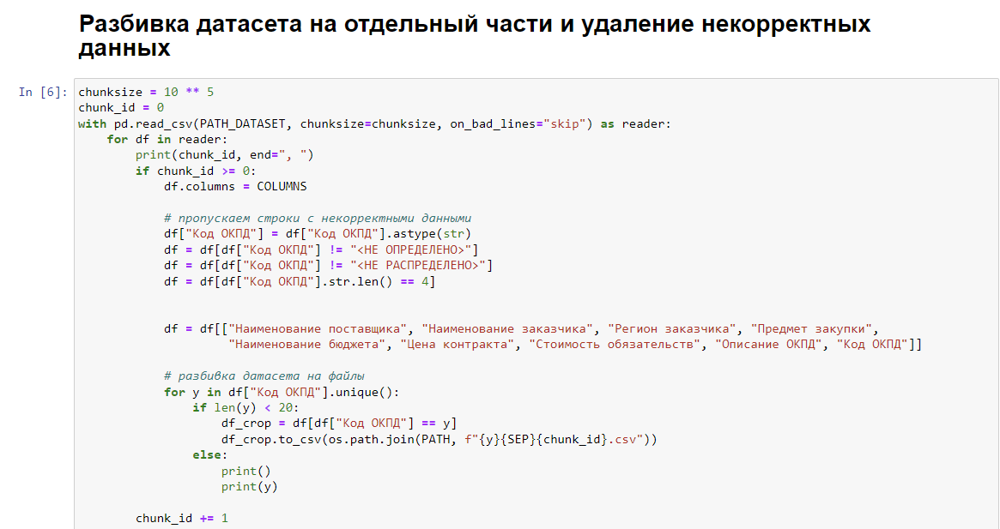 Разбивка датасета на отдельный части и удаление некорректных
данных
In [6]:
chunksize = 10 ** 5
chunk_id = 0
with pd.read_csv(PATH_DATASET, chunksize=chunksize, on_bad_lines="skip") as reader:
    for df in reader:
        print(chunk_id, end=", ")
        if chunk_id >= 0:
            df.columns = COLUMNS

            # пропускаем строки с некорректными данными
            df["Код ОКПД"] = df["Код ОКПД"].astype(str)
            df = df[df["Код ОКПД"] != "<НЕ ОПРЕДЕЛЕНО>"]
            df = df[df["Код ОКПД"] != "<НЕ РАСПРЕДЕЛЕНО>"]
            df = df[df["Код ОКПД"].str.len() == 4]

            df = df[["Наименование поставщика", "Наименование заказчика", "Регион заказчика", "Предмет закупки",
                     "Наименование бюджета", "Цена контракта", "Стоимость обязательств", "Описание ОКПД", "Код ОКПД"]]

            # разбивка датасета на файлы
            for y in df["Код ОКПД"].unique():
                if len(y) < 20:
                    df_crop = df[df["Код ОКПД"] == y]
                    df_crop.to_csv(os.path.join(PATH, f"{y}{SEP}{chunk_id}.csv"))
                else:
                    print()
                    print(y)

        chunk_id += 1